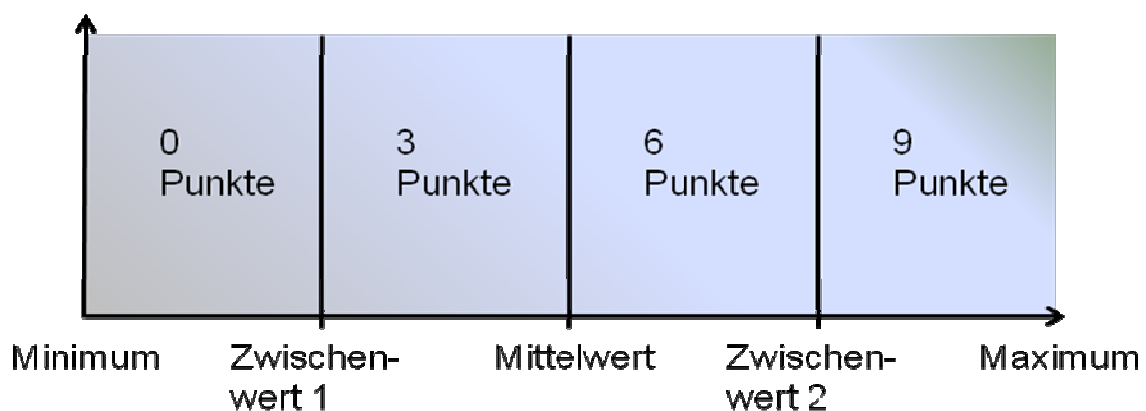 0
Punkte
3
Punkte
6
Punkte
9
Punkte
Minimum
Zwischen-
wert 1
Mittelwert
Zwischen-
wert 2
Maximum